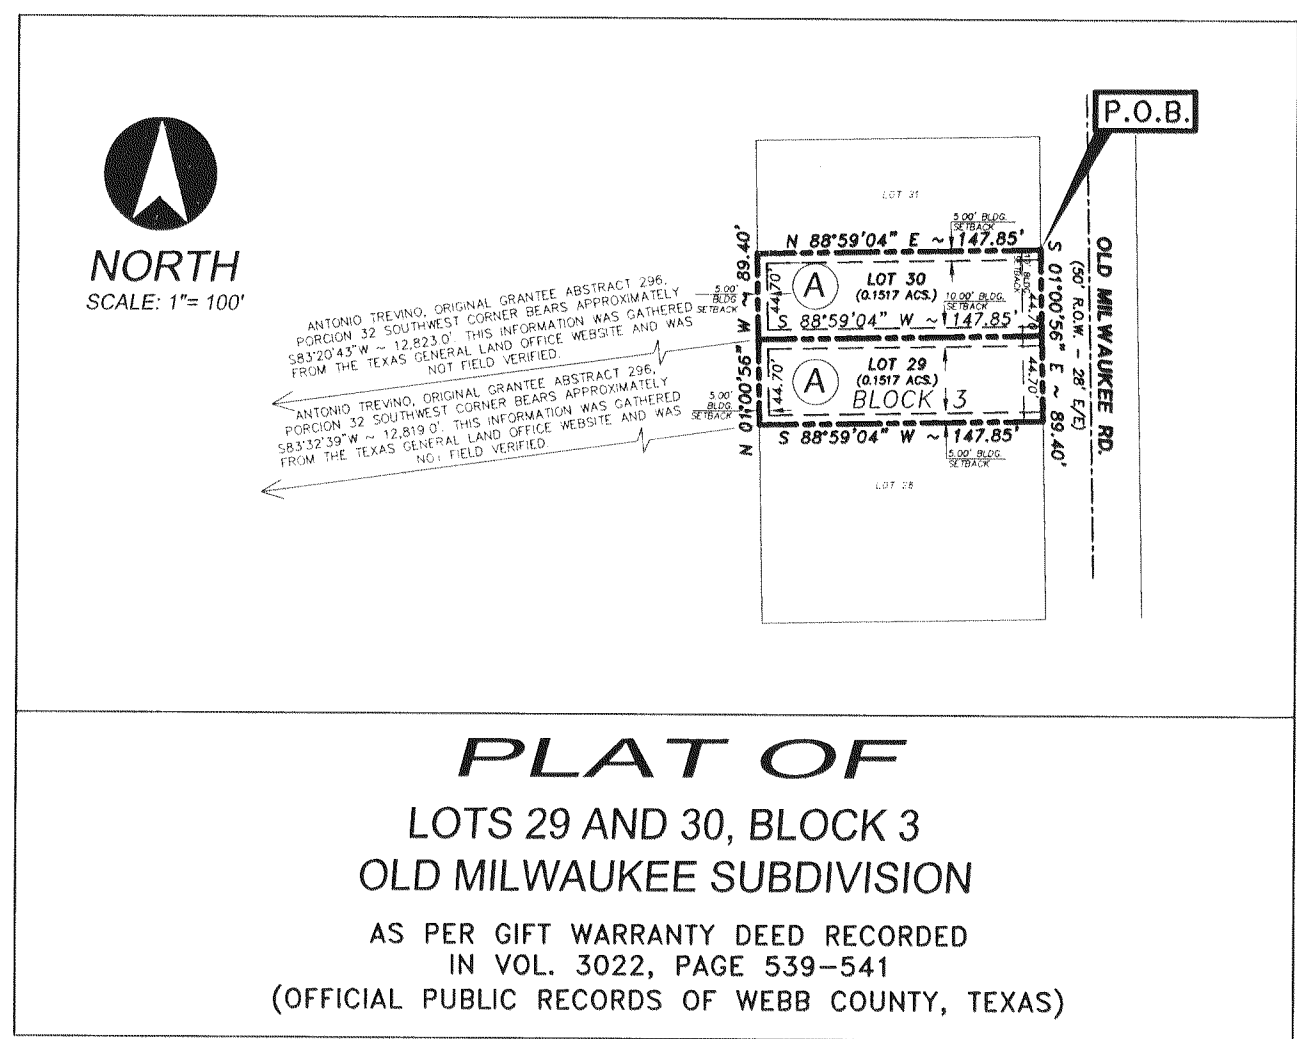 P.O.B.
NORTH
SCALE: 1"= 100'
LOT 31
5.00' BLDG.
SETBACK
N 88°59'04" E ~ 147.85'
N 01°00'56" W ~ 89.40'
S 01°00'56" E ~ 89.40'
OLD MILWAUKEE RD.
(50' R.O.W. - 28' E/E)
44.70'
A
LOT 30
(0.1517 ACS.)
10.00' BLDG.
SETBACK
BLDG.
SETBACK
44.70'
S 88°59'04" W ~ 147.85'
5.00'
BLDG
SETBACK
ANTONIO TREVINO, ORIGINAL GRANTEE ABSTRACT 296,
PORCION 32 SOUTHWEST CORNER BEARS APPROXIMATELY
S83°20'43"W ~ 12,823.0'. THIS INFORMATION WAS GATHERED
FROM THE TEXAS GENERAL LAND OFFICE WEBSITE AND WAS
NOT FIELD VERIFIED.
44.70'
A
LOT 29
(0.1517 ACS.)
BLOCK 3
44.70'
5.00'
BLDG.
SETBACK
ANTONIO TREVINO, ORIGINAL GRANTEE ABSTRACT 296,
PORCION 32 SOUTHWEST CORNER BEARS APPROXIMATELY
S83°32'39"W ~ 12,819.0'. THIS INFORMATION WAS GATHERED
FROM THE TEXAS GENERAL LAND OFFICE WEBSITE AND WAS
NOT FIELD VERIFIED.
S 88°59'04" W ~ 147.85'
5.00' BLDG.
SETBACK
LOT 28
PLAT OF
LOTS 29 AND 30, BLOCK 3
OLD MILWAUKEE SUBDIVISION
AS PER GIFT WARRANTY DEED RECORDED
IN VOL. 3022, PAGE 539-541
(OFFICIAL PUBLIC RECORDS OF WEBB COUNTY, TEXAS)